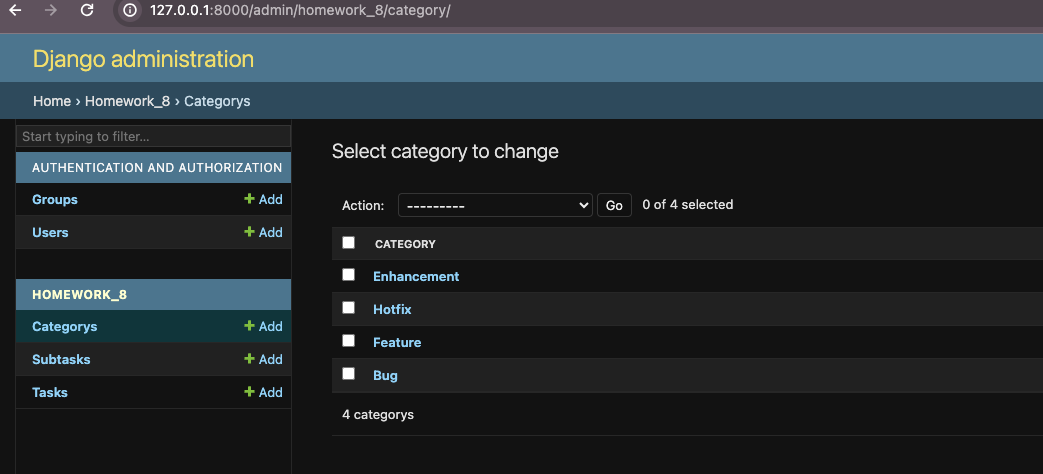 127.0.0.1:8000/admin/homework_8/category/
Django administration
Home › Homework_8 › Categorys
Start typing to filter...
AUTHENTICATION AND AUTHORIZATION
Groups + Add
Users + Add
HOMEWORK_8
Categorys + Add
Subtasks + Add
Tasks + Add
Select category to change
Action: --------- Go 0 of 4 selected
CATEGORY
Enhancement
Hotfix
Feature
Bug
4 categorys